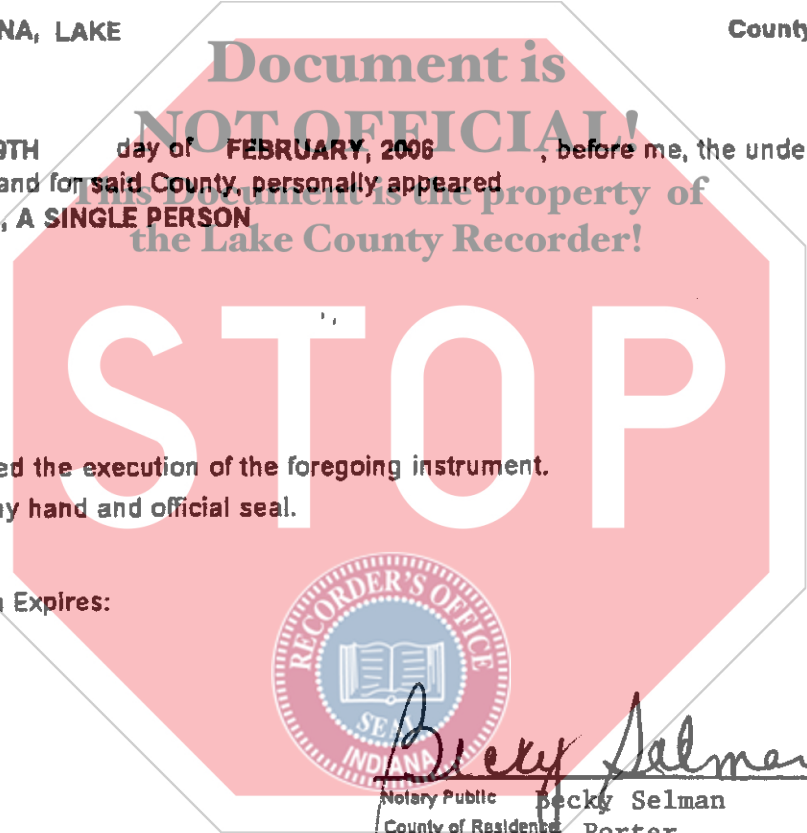 NA, LAKE County
Document is
NOT OFFICIAL!
9TH day of FEBRUARY, 2006 , before me, the unde
and for said County, personally appeared
This Document is the property of
, A SINGLE PERSON
the Lake County Recorder!
STOP
ed the execution of the foregoing instrument.
y hand and official seal.
Expires:
RECORDER'S OFFICE
SEAL
INDIANA
Becky Selman
Notary Public Becky Selman
County of Residence Porter